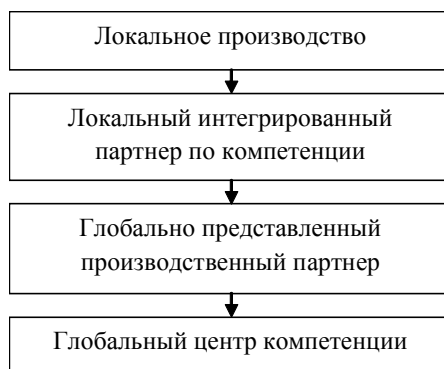 Локальное производство
Локальный интегрированный
партнер по компетенции
Глобально представленный
производственный партнер
Глобальный центр компетенции